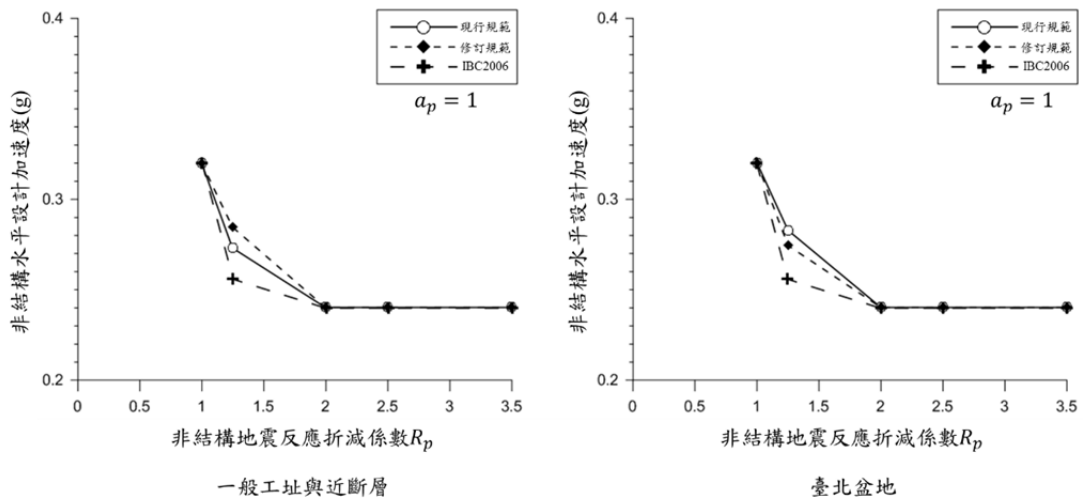 0.4
現行規範
修訂規範
IBC2006
a_p = 1
非結構水平設計加速度(g)
0.3
0.2
0
0.5
1
1.5
2
2.5
3
3.5
非結構地震反應折減係數R_p
一般工址與近斷層
0.4
現行規範
修訂規範
IBC2006
a_p = 1
非結構水平設計加速度(g)
0.3
0.2
0
0.5
1
1.5
2
2.5
3
3.5
非結構地震反應折減係數R_p
臺北盆地